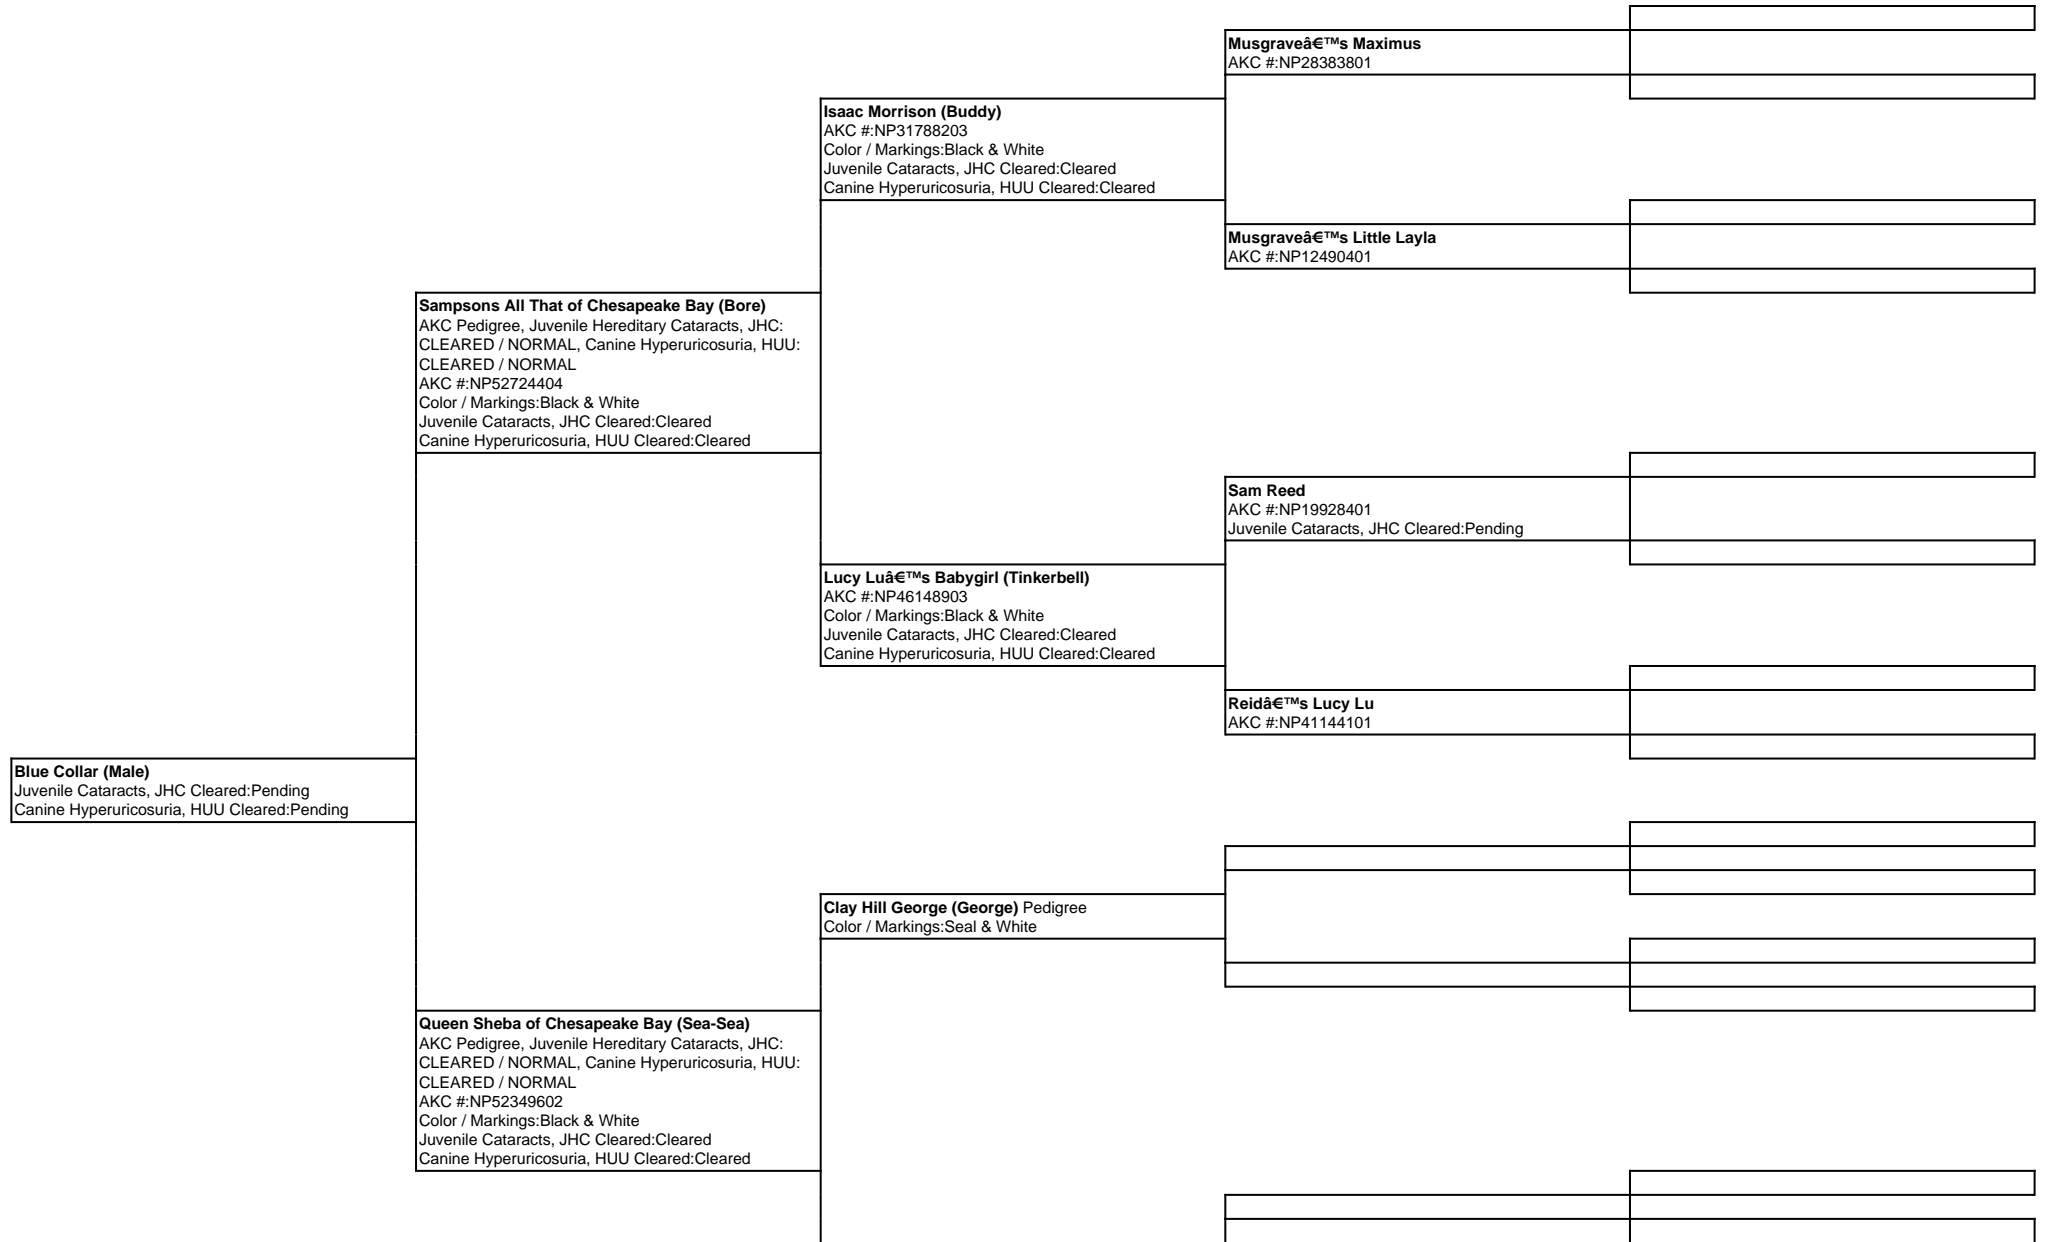 Musgraveâ€™s Maximus
AKC #:NP28383801
Isaac Morrison (Buddy)
AKC #:NP31788203
Color / Markings:Black & White
Juvenile Cataracts, JHC Cleared:Cleared
Canine Hyperuricosuria, HUU Cleared:Cleared
Musgraveâ€™s Little Layla
AKC #:NP12490401
Sampsons All That of Chesapeake Bay (Bore)
AKC Pedigree, Juvenile Hereditary Cataracts, JHC:
CLEARED / NORMAL, Canine Hyperuricosuria, HUU:
CLEARED / NORMAL
AKC #:NP52724404
Color / Markings:Black & White
Juvenile Cataracts, JHC Cleared:Cleared
Canine Hyperuricosuria, HUU Cleared:Cleared
Sam Reed
AKC #:NP19928401
Juvenile Cataracts, JHC Cleared:Pending
Lucy Luâ€™s Babygirl (Tinkerbell)
AKC #:NP46148903
Color / Markings:Black & White
Juvenile Cataracts, JHC Cleared:Cleared
Canine Hyperuricosuria, HUU Cleared:Cleared
Reidâ€™s Lucy Lu
AKC #:NP41144101
Blue Collar (Male)
Juvenile Cataracts, JHC Cleared:Pending
Canine Hyperuricosuria, HUU Cleared:Pending
Clay Hill George (George) Pedigree
Color / Markings:Seal & White
Queen Sheba of Chesapeake Bay (Sea-Sea)
AKC Pedigree, Juvenile Hereditary Cataracts, JHC:
CLEARED / NORMAL, Canine Hyperuricosuria, HUU:
CLEARED / NORMAL
AKC #:NP52349602
Color / Markings:Black & White
Juvenile Cataracts, JHC Cleared:Cleared
Canine Hyperuricosuria, HUU Cleared:Cleared